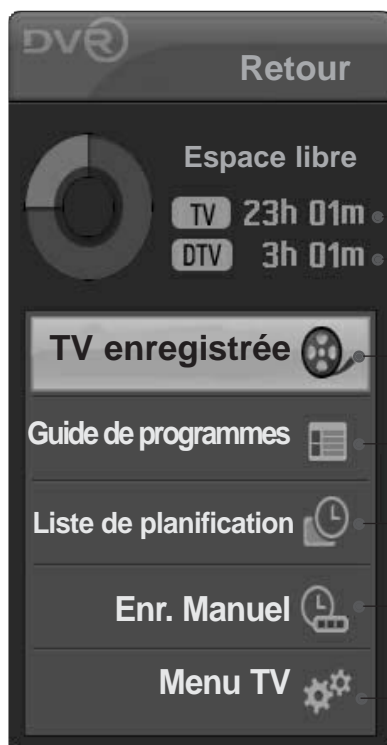 DVR
Retour
Espace libre
TV 23h 01m
DTV 3h 01m
TV enregistrée
Guide de programmes
Liste de planification
Enr. Manuel
Menu TV